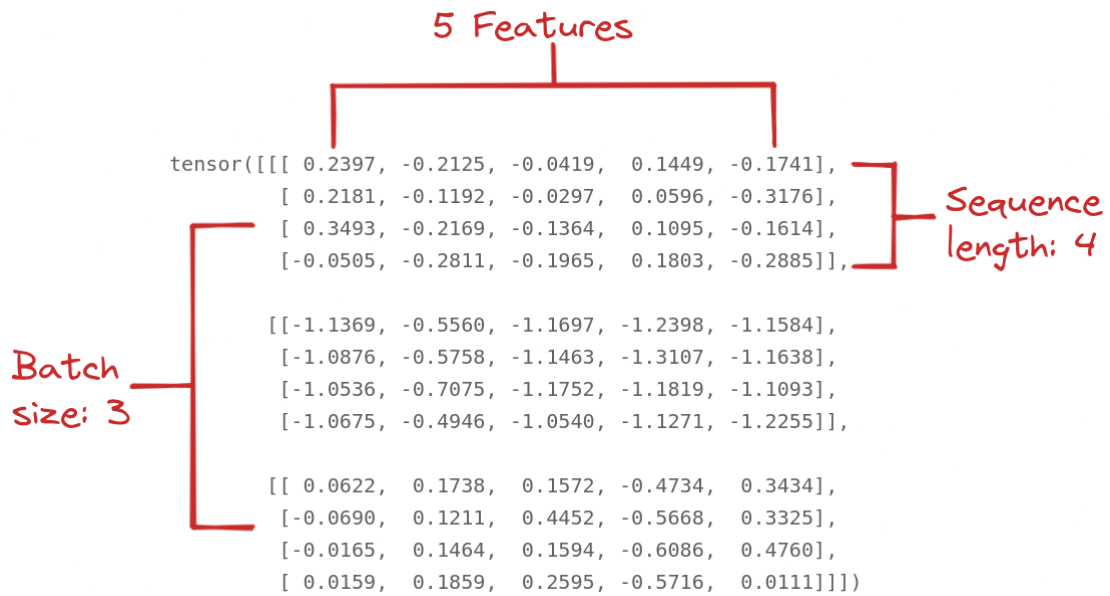 5 Features
tensor([[[ 0.2397, -0.2125, -0.0419,  0.1449, -0.1741],
[ 0.2181, -0.1192, -0.0297,  0.0596, -0.3176],
[ 0.3493, -0.2169, -0.1364,  0.1095, -0.1614],
[-0.0505, -0.2811, -0.1965,  0.1803, -0.2885]],
Sequence
length: 4
[[-1.1369, -0.5560, -1.1697, -1.2398, -1.1584],
[-1.0876, -0.5758, -1.1463, -1.3107, -1.1638],
[-1.0536, -0.7075, -1.1752, -1.1819, -1.1093],
[-1.0675, -0.4946, -1.0540, -1.1271, -1.2255]],
Batch
size: 3
[[ 0.0622,  0.1738,  0.1572, -0.4734,  0.3434],
[-0.0690,  0.1211,  0.4452, -0.5668,  0.3325],
[-0.0165,  0.1464,  0.1594, -0.6086,  0.4760],
[ 0.0159,  0.1859,  0.2595, -0.5716,  0.0111]]])